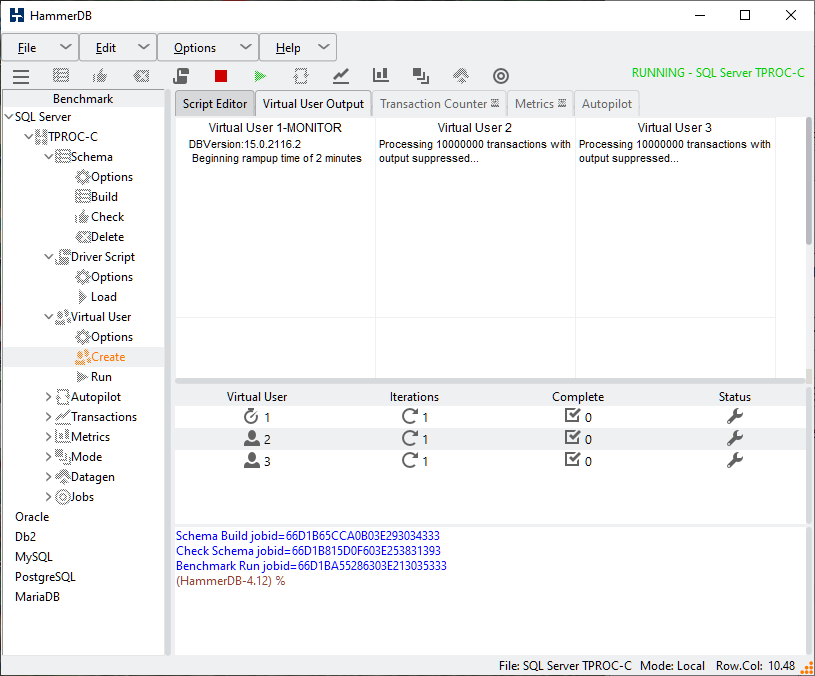 HammerDB
File Edit Options Help
RUNNING - SQL Server TPROC-C
Benchmark
SQL Server
TPROC-C
Schema
Options
Build
Check
Delete
Driver Script
Options
Load
Virtual User
Options
Create
Run
Autopilot
Transactions
Metrics
Mode
Datagen
Jobs
Oracle
Db2
MySQL
PostgreSQL
MariaDB
Script Editor Virtual User Output Transaction Counter Metrics Autopilot
Virtual User 1-MONITOR
DBVersion:15.0.2116.2
Beginning rampup time of 2 minutes
Virtual User 2
Processing 10000000 transactions with
output suppressed...
Virtual User 3
Processing 10000000 transactions with
output suppressed...
Virtual User Iterations Complete Status
1 1 0
2 1 0
3 1 0
Schema Build jobid=66D1B65CCA0B03E293034333
Check Schema jobid=66D1B815D0F603E253831393
Benchmark Run jobid=66D1BA55286303E213035333
(HammerDB-4.12) %
File: SQL Server TPROC-C Mode: Local Row.Col: 10.48